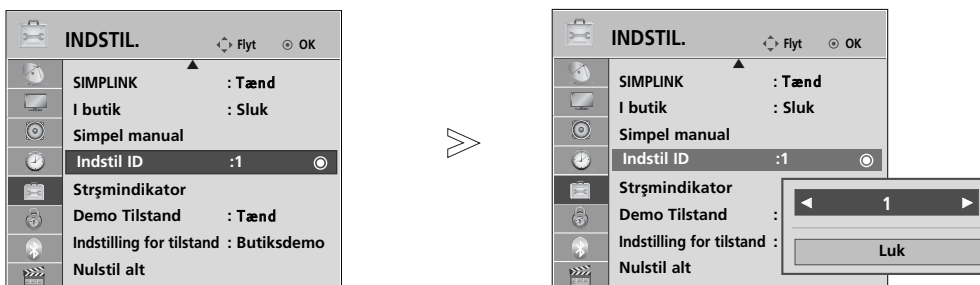 INDSTIL. Flyt OK
SIMPLINK : Tænd
I butik : Sluk
Simpel manual
Indstil ID :1
Strşmindikator
Demo Tilstand : Tænd
Indstilling for tilstand : Butiksdemo
Nulstil alt
INDSTIL. Flyt OK
SIMPLINK : Tænd
I butik : Sluk
Simpel manual
Indstil ID :1
Strşmindikator
Demo Tilstand :
Indstilling for tilstand :
Nulstil alt
1
Luk